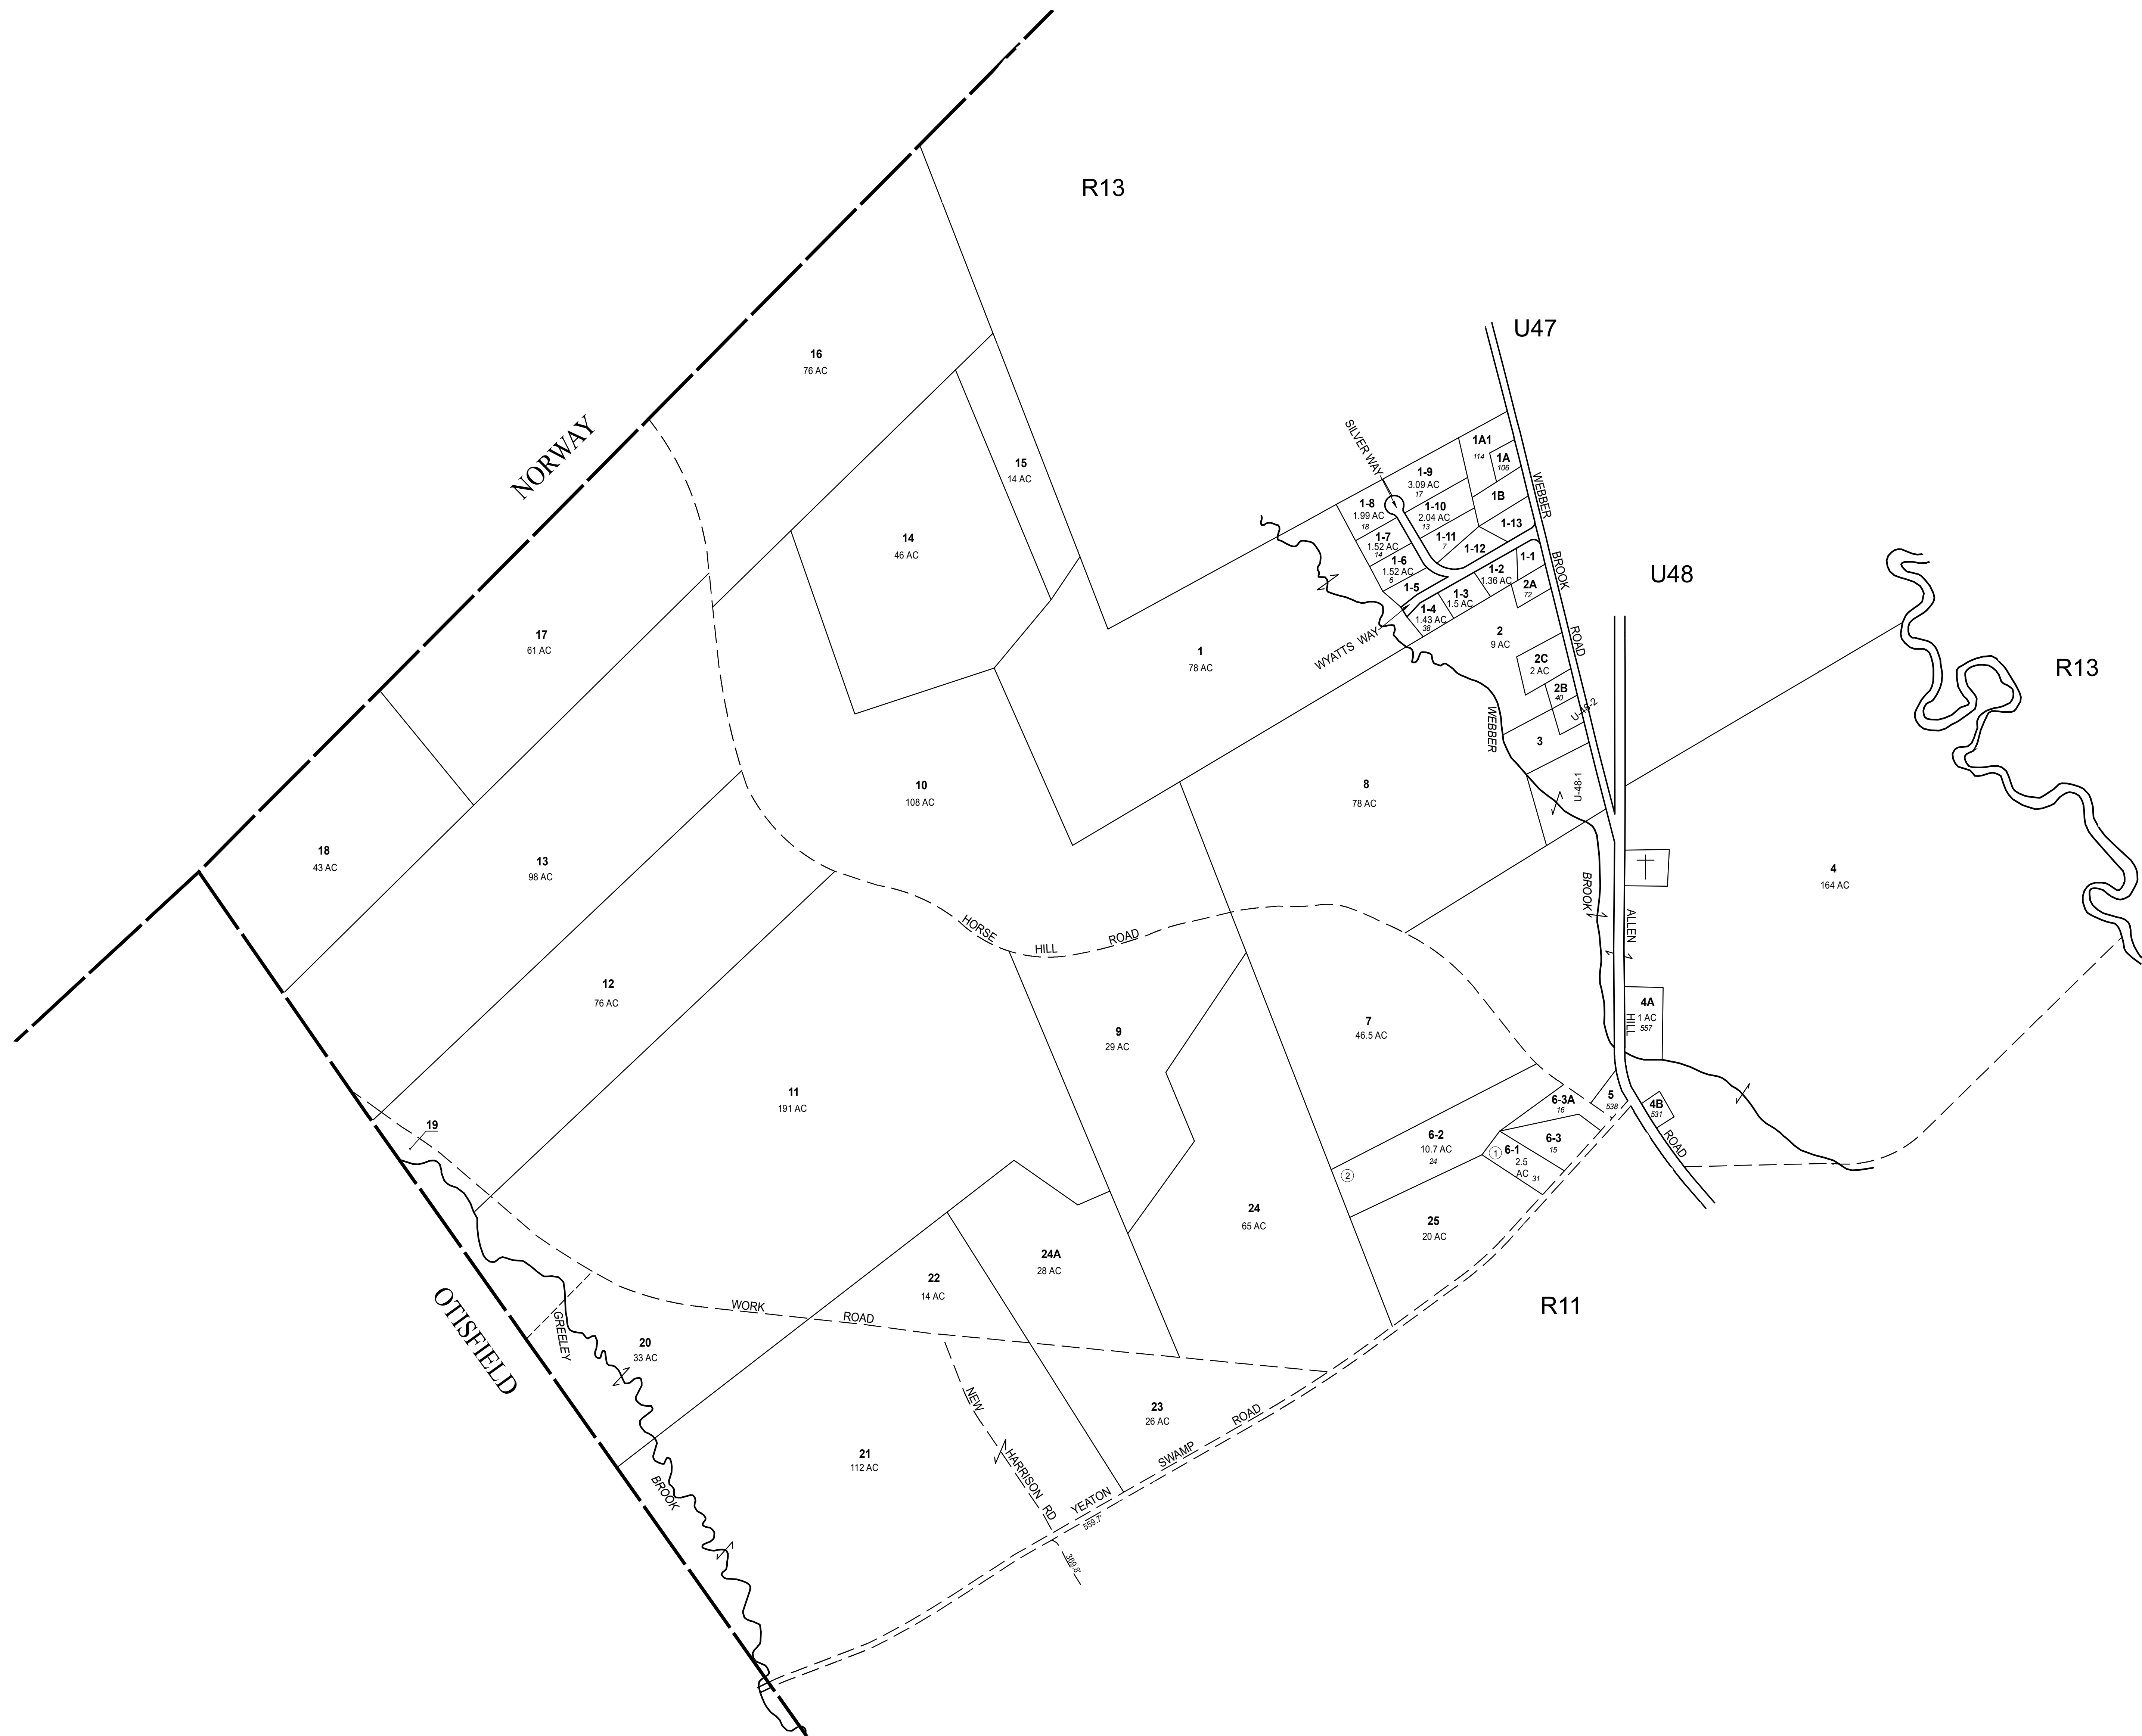 R13
U47
16
76 AC
NORWAY
SILVER WAY
1A1
114
1A
106
15
14 AC
1-9
3.09 AC
17
WEBBER
1B
1-8
1.99 AC
18
1-10
2.04 AC
13
1-13
14
46 AC
1-7
1.52 AC
14
1-11
7
1-12
BROOK
1-1
1-6
1.52 AC
6
1-2
1.36 AC
U48
2A
72
1-5
1-3
1.5 AC
1-4
1.43 AC
38
17
61 AC
1
78 AC
WYATTS WAY
2
9 AC
ROAD
2C
2 AC
R13
2B
40
U-48-2
WEBBER
3
10
108 AC
8
78 AC
U-48-1
18
43 AC
13
98 AC
BROOK
4
164 AC
HORSE
HILL
ROAD
ALLEN
12
76 AC
4A
1 AC
557
HILL
9
29 AC
7
46.5 AC
11
191 AC
6-3A
16
5
538
4B
531
19
6-2
10.7 AC
24
6-3
15
6-1
2.5
AC
31
1
2
ROAD
24
65 AC
25
20 AC
24A
28 AC
22
14 AC
R11
OTISFIELD
WORK
ROAD
GREELEY
20
33 AC
NEW
23
26 AC
ROAD
SWAMP
21
112 AC
HARRISON RD
BROOK
YEATON
559.7'
369.8'